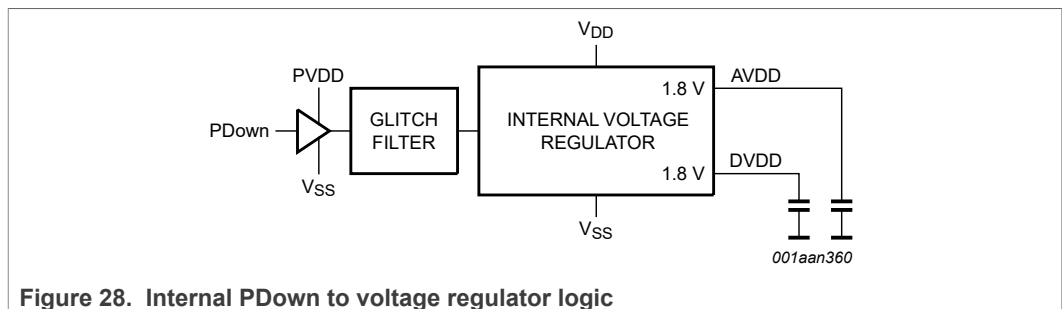 VDD
PVDD
PDown
VSS
GLITCH
FILTER
INTERNAL VOLTAGE
REGULATOR
1.8 V
AVDD
1.8 V
DVDD
VSS
001aan360
Figure 28. Internal PDown to voltage regulator logic